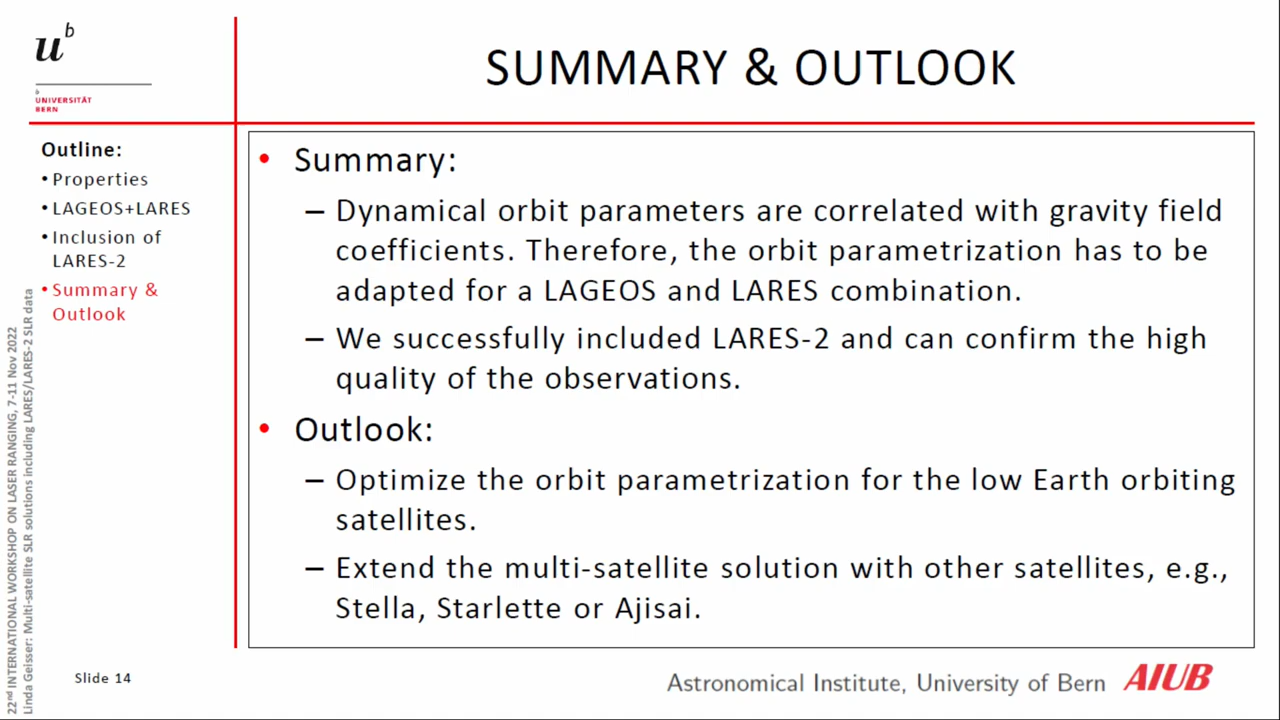 u^b
b
UNIVERSITÄT
BERN
SUMMARY & OUTLOOK
Outline:
• Properties
• LAGEOS+LARES
• Inclusion of
LARES-2
• Summary &
Outlook
• Summary:
– Dynamical orbit parameters are correlated with gravity field
coefficients. Therefore, the orbit parametrization has to be
adapted for a LAGEOS and LARES combination.
– We successfully included LARES-2 and can confirm the high
quality of the observations.
• Outlook:
– Optimize the orbit parametrization for the low Earth orbiting
satellites.
– Extend the multi-satellite solution with other satellites, e.g.,
Stella, Starlette or Ajisai.
22nd INTERNATIONAL WORKSHOP ON LASER RANGING, 7-11 Nov 2022
Linda Geisser: Multi-satellite SLR solutions including LARES/LARES-2 SLR data
Slide 14
Astronomical Institute, University of Bern
AIUB